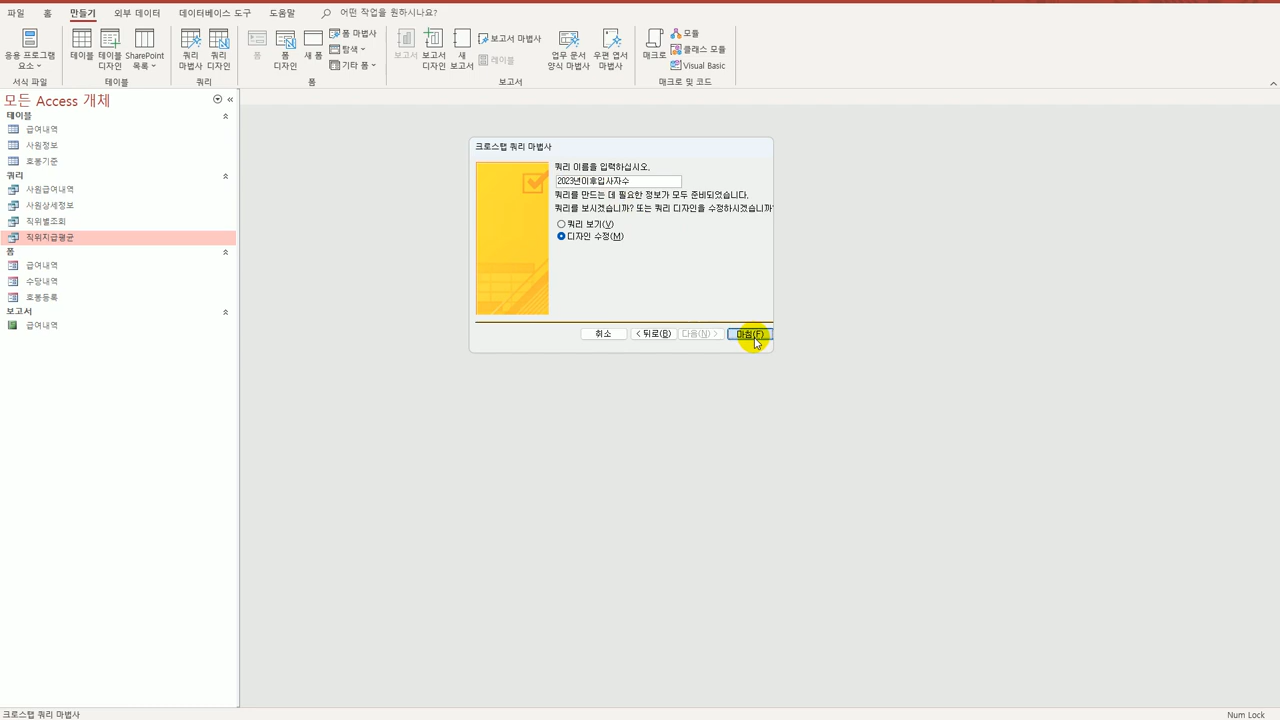 파일 홈 만들기 외부 데이터 데이터베이스 도구 도움말 어떤 작업을 원하시나요?
응용 프로그램 요소
서식 파일
테이블
테이블 디자인
SharePoint 목록
테이블
쿼리 마법사
쿼리 디자인
쿼리
폼
폼 디자인
새 폼
폼 마법사
탐색
기타 폼
폼
보고서
보고서 디자인
새 보고서
보고서 마법사
레이블
업무 문서 양식 마법사
우편 엽서 마법사
보고서
매크로
모듈
클래스 모듈
Visual Basic
매크로 및 코드
모든 Access 개체
테이블
급여내역
사원정보
호봉기준
쿼리
사원급여내역
사원상세정보
직위별조회
직위지급평균
폼
급여내역
수당내역
호봉등록
보고서
급여내역
크로스탭 쿼리 마법사
쿼리 이름을 입력하십시오.
2023년이후입사자수
쿼리를 만드는 데 필요한 정보가 모두 준비되었습니다.
쿼리를 보시겠습니까? 또는 쿼리 디자인을 수정하시겠습니까
쿼리 보기(V)
디자인 수정(M)
취소 < 뒤로(B) 다음(N) > 마침(F)
크로스탭 쿼리 마법사 Num Lock